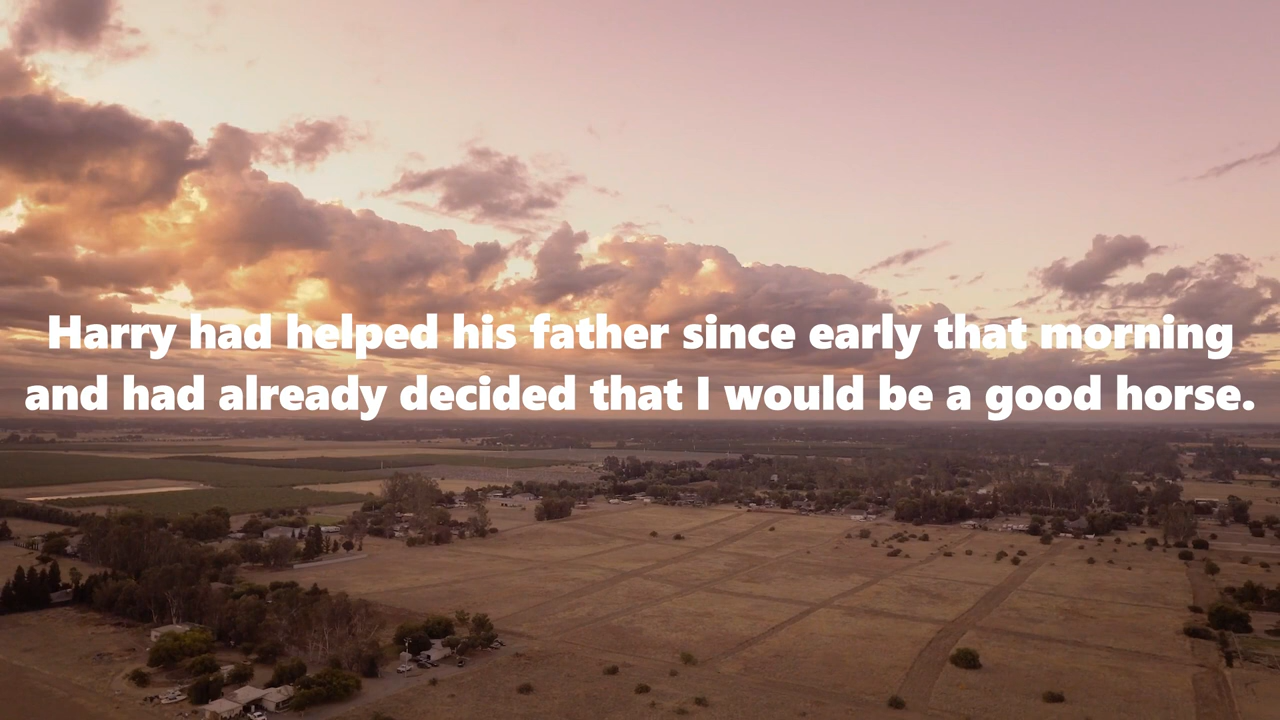 Harry had helped his father since early that morning
and had already decided that I would be a good horse.